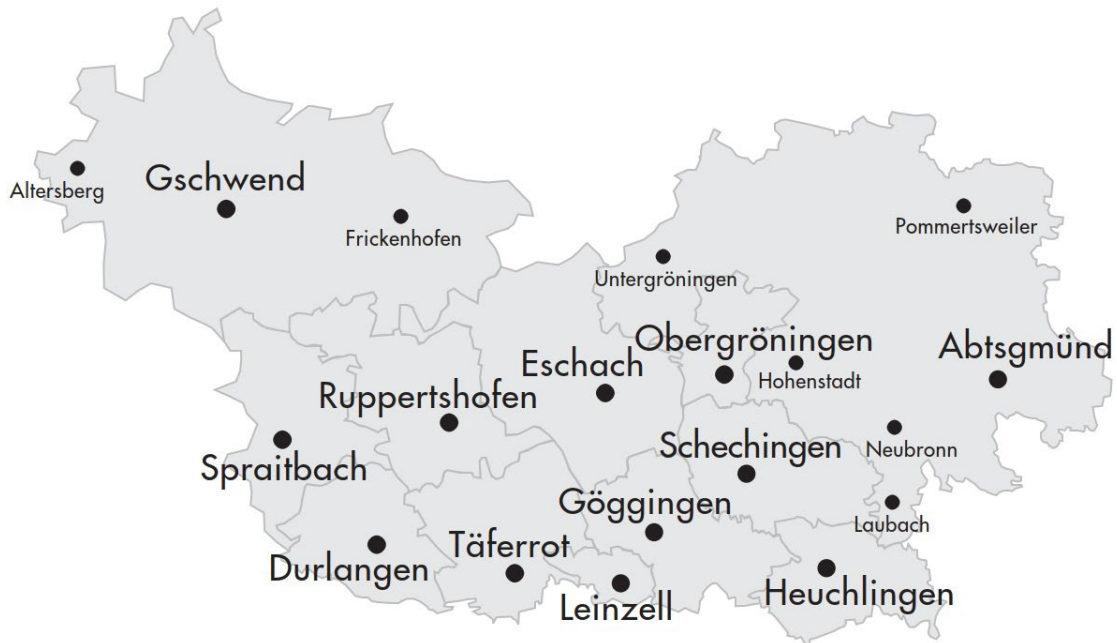 Gschwend
Altersberg
Frickenhofen
Pommertsweiler
Untergröningen
Obergröningen
Abtsgmünd
Eschach
Hohenstadt
Ruppertshofen
Schechingen
Neubronn
Spraitbach
Göggingen
Laubach
Täferrot
Durlangen
Heuchlingen
Leinzell